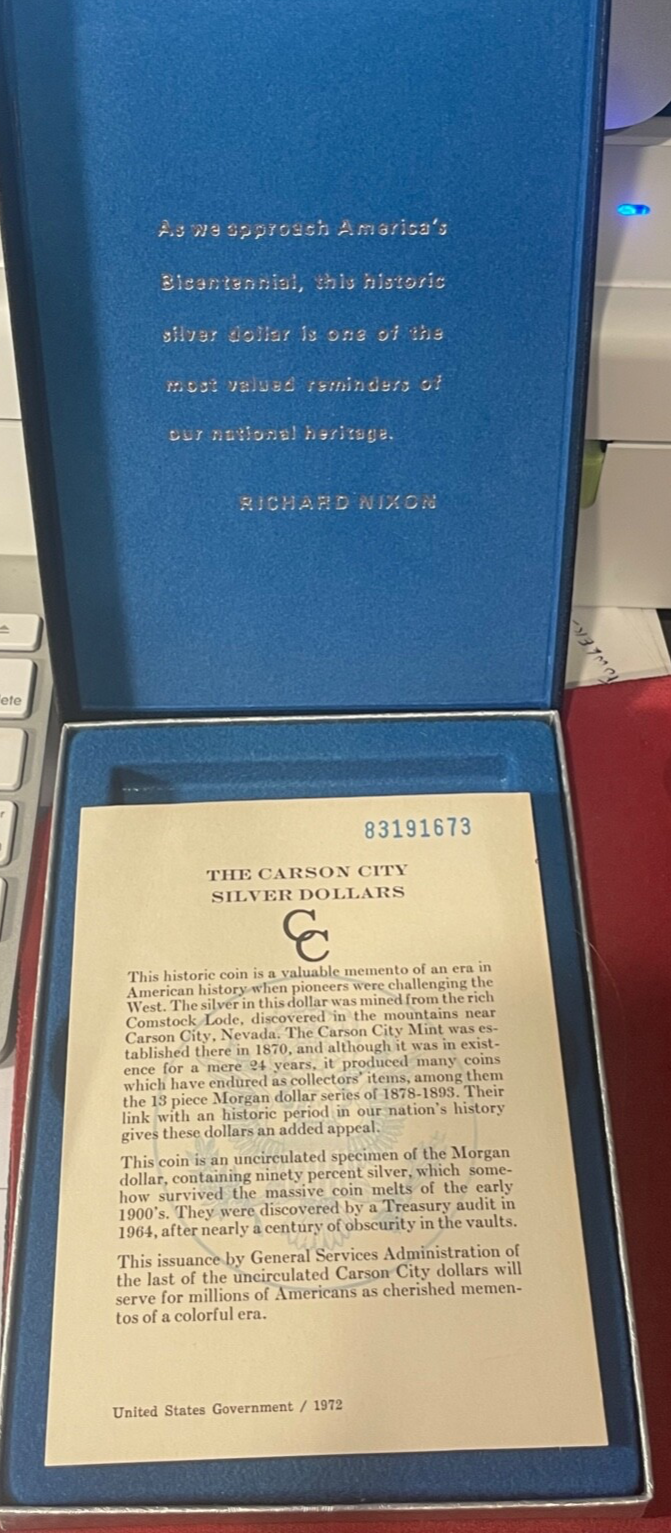 As we approach America's
Bicentennial, this historic
silver dollar is one of the
most valued reminders of
our national heritage.
RICHARD NIXON
FOWLER
ete
83191673
THE CARSON CITY
SILVER DOLLARS
CC
This historic coin is a valuable memento of an era in
American history when pioneers were challenging the
West. The silver in this dollar was mined from the rich
Comstock Lode, discovered in the mountains near
Carson City, Nevada. The Carson City Mint was es-
tablished there in 1870, and although it was in exist-
ence for a mere 24 years, it produced many coins
which have endured as collectors' items, among them
the 13 piece Morgan dollar series of 1878-1893. Their
link with an historic period in our nation's history
gives these dollars an added appeal.
This coin is an uncirculated specimen of the Morgan
dollar, containing ninety percent silver, which some-
how survived the massive coin melts of the early
1900's. They were discovered by a Treasury audit in
1964, after nearly a century of obscurity in the vaults.
This issuance by General Services Administration of
the last of the uncirculated Carson City dollars will
serve for millions of Americans as cherished memen-
tos of a colorful era.
United States Government / 1972